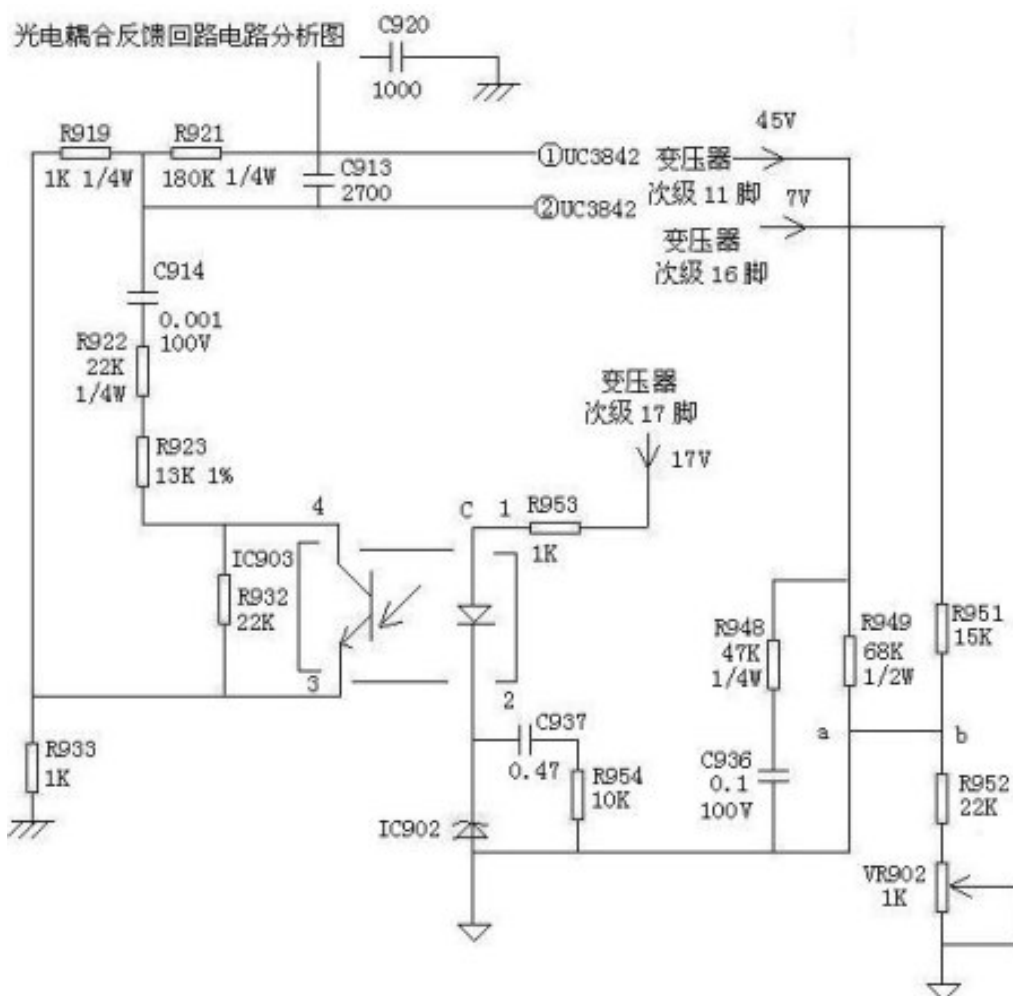 光电耦合反馈回路电路分析图
C920
1000
R919
1K 1/4W
R921
180K 1/4W
C913
2700
①UC3842
②UC3842
45V
变压器
次级 11 脚
7V
变压器
次级 16 脚
C914
0.001
100V
R922
22K
1/4W
R923
13K 1%
变压器
次级 17 脚
17V
4
C
1
R953
1K
IC903
R932
22K
3
2
R948
47K
1/4W
R949
68K
1/2W
R951
15K
a
b
C937
0.47
R954
10K
C936
0.1
100V
R952
22K
R933
1K
IC902
VR902
1K